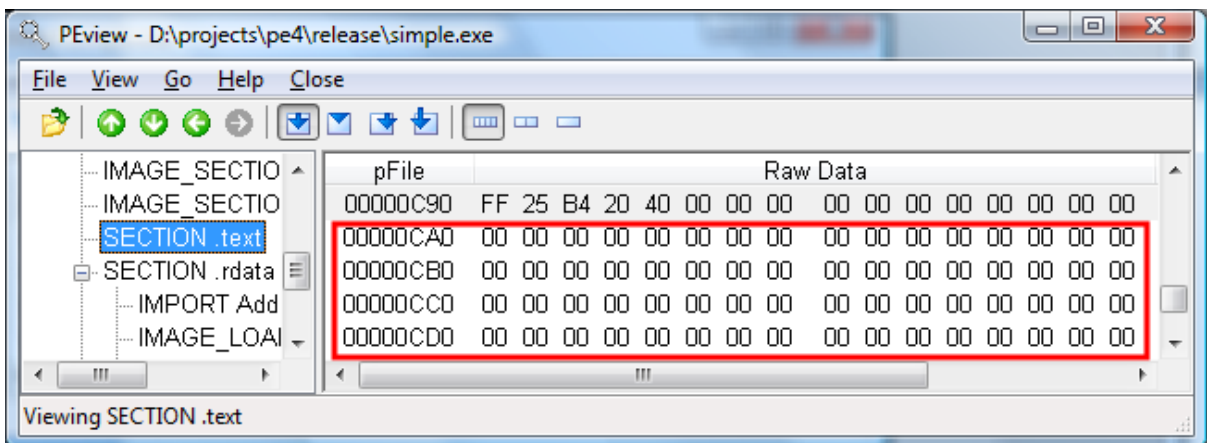 PEview - D:\projects\pe4\release\simple.exe
File View Go Help Close
IMAGE_SECTIO
IMAGE_SECTIO
SECTION .text
SECTION .rdata
IMPORT Add
IMAGE_LOAI
pFile Raw Data
00000C90 FF 25 B4 20 40 00 00 00 00 00 00 00 00 00 00 00
00000CA0 00 00 00 00 00 00 00 00 00 00 00 00 00 00 00 00
00000CB0 00 00 00 00 00 00 00 00 00 00 00 00 00 00 00 00
00000CC0 00 00 00 00 00 00 00 00 00 00 00 00 00 00 00 00
00000CD0 00 00 00 00 00 00 00 00 00 00 00 00 00 00 00 00
Viewing SECTION .text